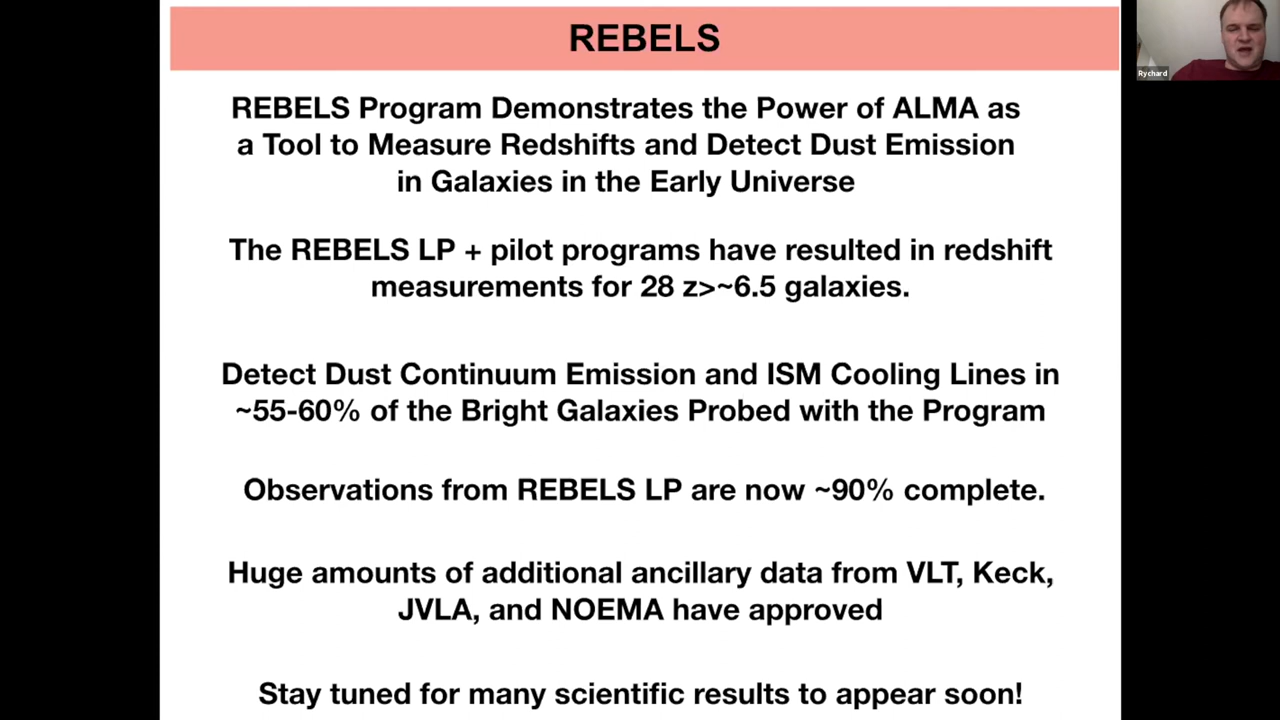 REBELS
REBELS Program Demonstrates the Power of ALMA as
a Tool to Measure Redshifts and Detect Dust Emission
in Galaxies in the Early Universe
The REBELS LP + pilot programs have resulted in redshift
measurements for 28 z>~6.5 galaxies.
Detect Dust Continuum Emission and ISM Cooling Lines in
~55-60% of the Bright Galaxies Probed with the Program
Observations from REBELS LP are now ~90% complete.
Huge amounts of additional ancillary data from VLT, Keck,
JVLA, and NOEMA have approved
Stay tuned for many scientific results to appear soon!
Rychard